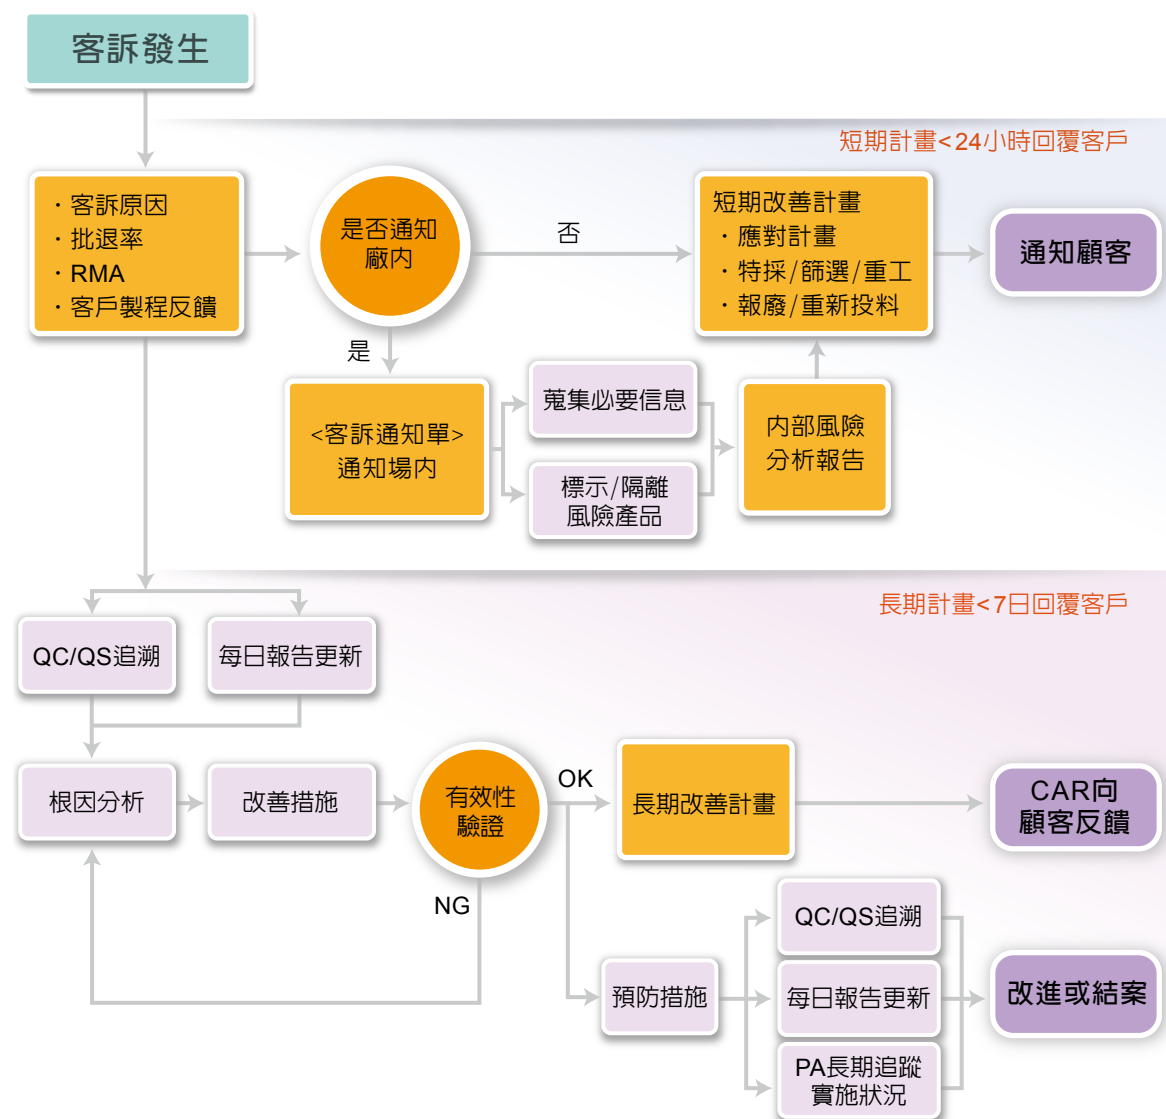 客訴發生
短期計畫<24小時回覆客戶
・客訴原因
・批退率
・RMA
・客戶製程反饋
是否通知
廠內
否
短期改善計畫
・應對計畫
・特採/篩選/重工
・報廢/重新投料
通知顧客
是
<客訴通知單>
通知場內
蒐集必要信息
標示/隔離
風險產品
內部風險
分析報告
長期計畫<7日回覆客戶
QC/QS追溯
每日報告更新
根因分析
改善措施
有效性
驗證
OK
長期改善計畫
CAR向
顧客反饋
NG
預防措施
QC/QS追溯
每日報告更新
PA長期追蹤
實施狀況
改進或結案